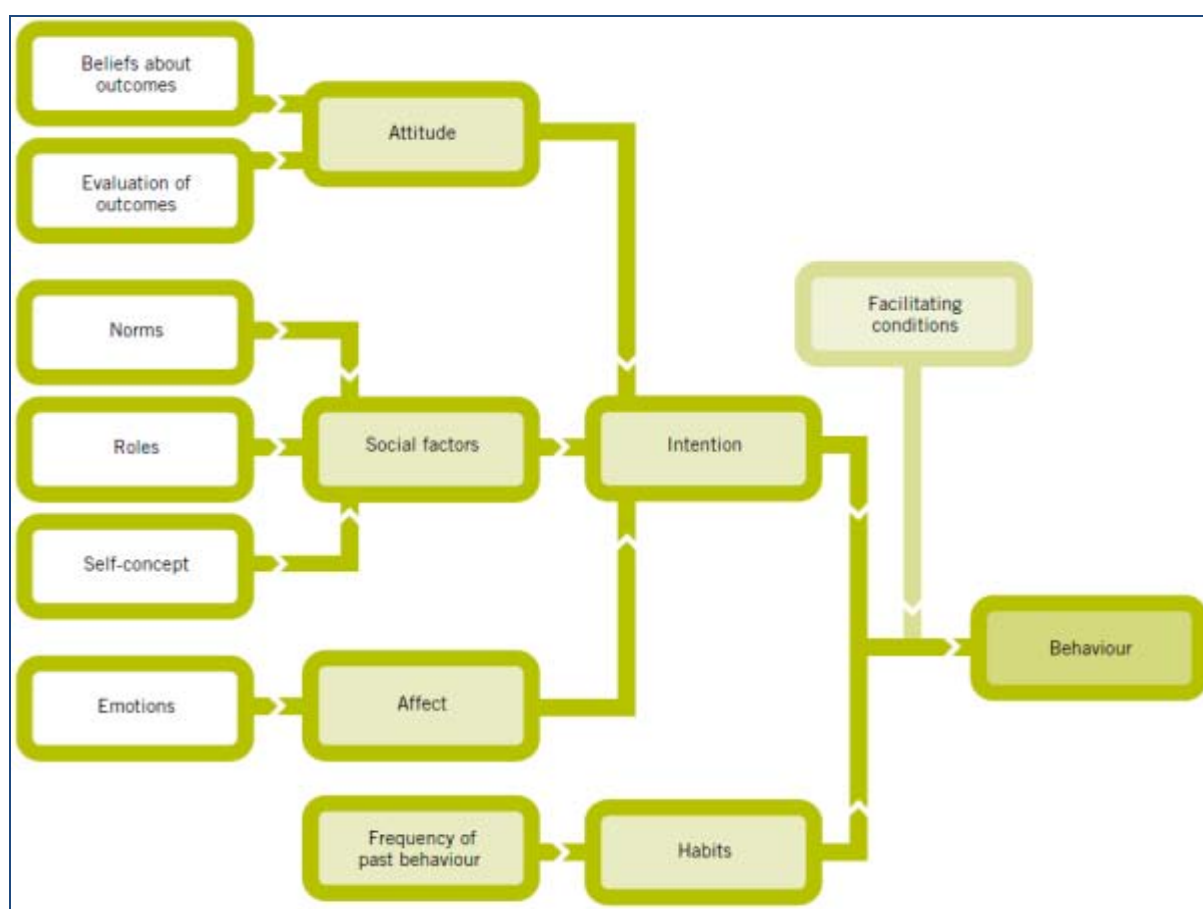 Beliefs about
outcomes
Attitude
Evaluation of
outcomes
Norms
Facilitating
conditions
Roles
Social factors
Intention
Self-concept
Behaviour
Emotions
Affect
Frequency of
past behaviour
Habits